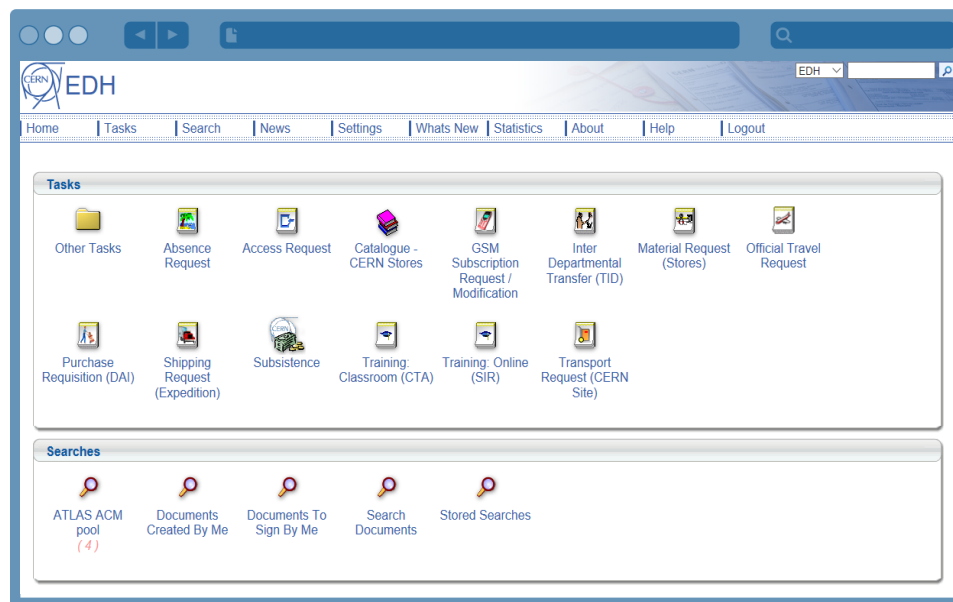 CERN
EDH
EDH
Home Tasks Search News Settings Whats New Statistics About Help Logout
Tasks
Other Tasks
Absence
Request
Access Request
Catalogue -
CERN Stores
GSM
Subscription
Request /
Modification
Inter
Departmental
Transfer (TID)
Material Request
(Stores)
Official Travel
Request
Purchase
Requisition (DAI)
Shipping
Request
(Expedition)
CERN
Subsistence
Training:
Classroom (CTA)
Training: Online
(SIR)
Transport
Request (CERN
Site)
Searches
ATLAS ACM
pool
( 4 )
Documents
Created By Me
Documents To
Sign By Me
Search
Documents
Stored Searches